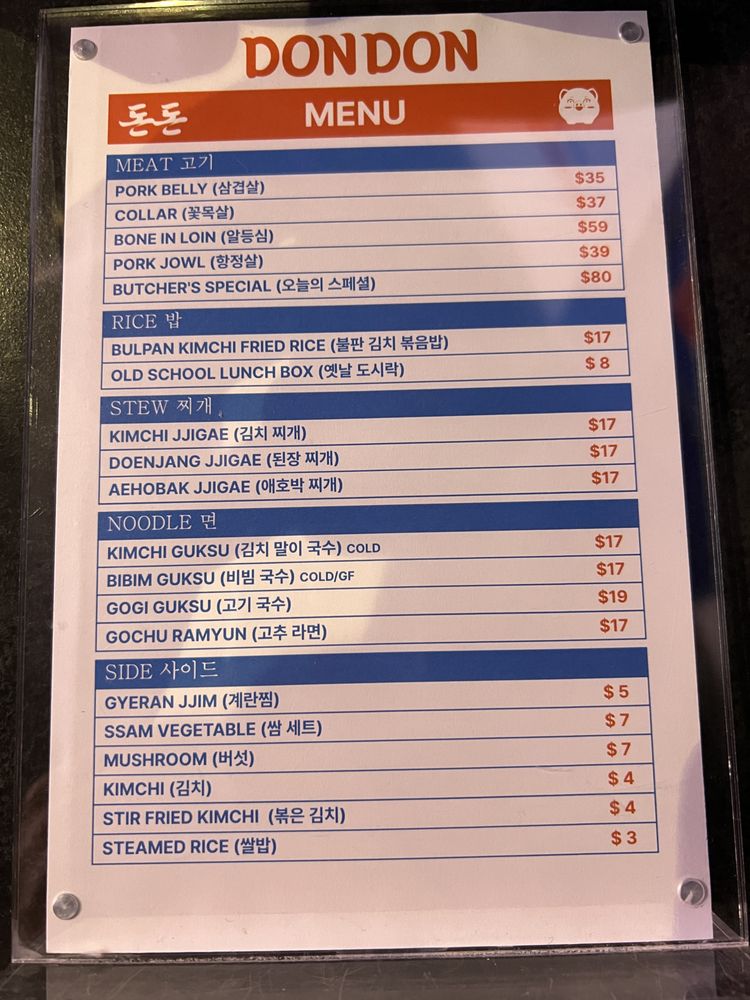 DON DON
돈돈 MENU
MEAT 고기
PORK BELLY (삼겹살) $35
COLLAR (꽃목살) $37
BONE IN LOIN (알등심) $59
PORK JOWL (항정살) $39
BUTCHER'S SPECIAL (오늘의 스페셜) $80
RICE 밥
BULPAN KIMCHI FRIED RICE (불판 김치 볶음밥) $17
OLD SCHOOL LUNCH BOX (옛날 도시락) $ 8
STEW 찌개
KIMCHI JJIGAE (김치 찌개) $17
DOENJANG JJIGAE (된장 찌개) $17
AEHOBAK JJIGAE (애호박 찌개) $17
NOODLE 면
KIMCHI GUKSU (김치 말이 국수) COLD $17
BIBIM GUKSU (비빔 국수) COLD/GF $17
GOGI GUKSU (고기 국수) $19
GOCHU RAMYUN (고추 라면) $17
SIDE 사이드
GYERAN JJIM (계란찜) $ 5
SSAM VEGETABLE (쌈 세트) $ 7
MUSHROOM (버섯) $ 7
KIMCHI (김치) $ 4
STIR FRIED KIMCHI (볶은 김치) $ 4
STEAMED RICE (쌀밥) $ 3